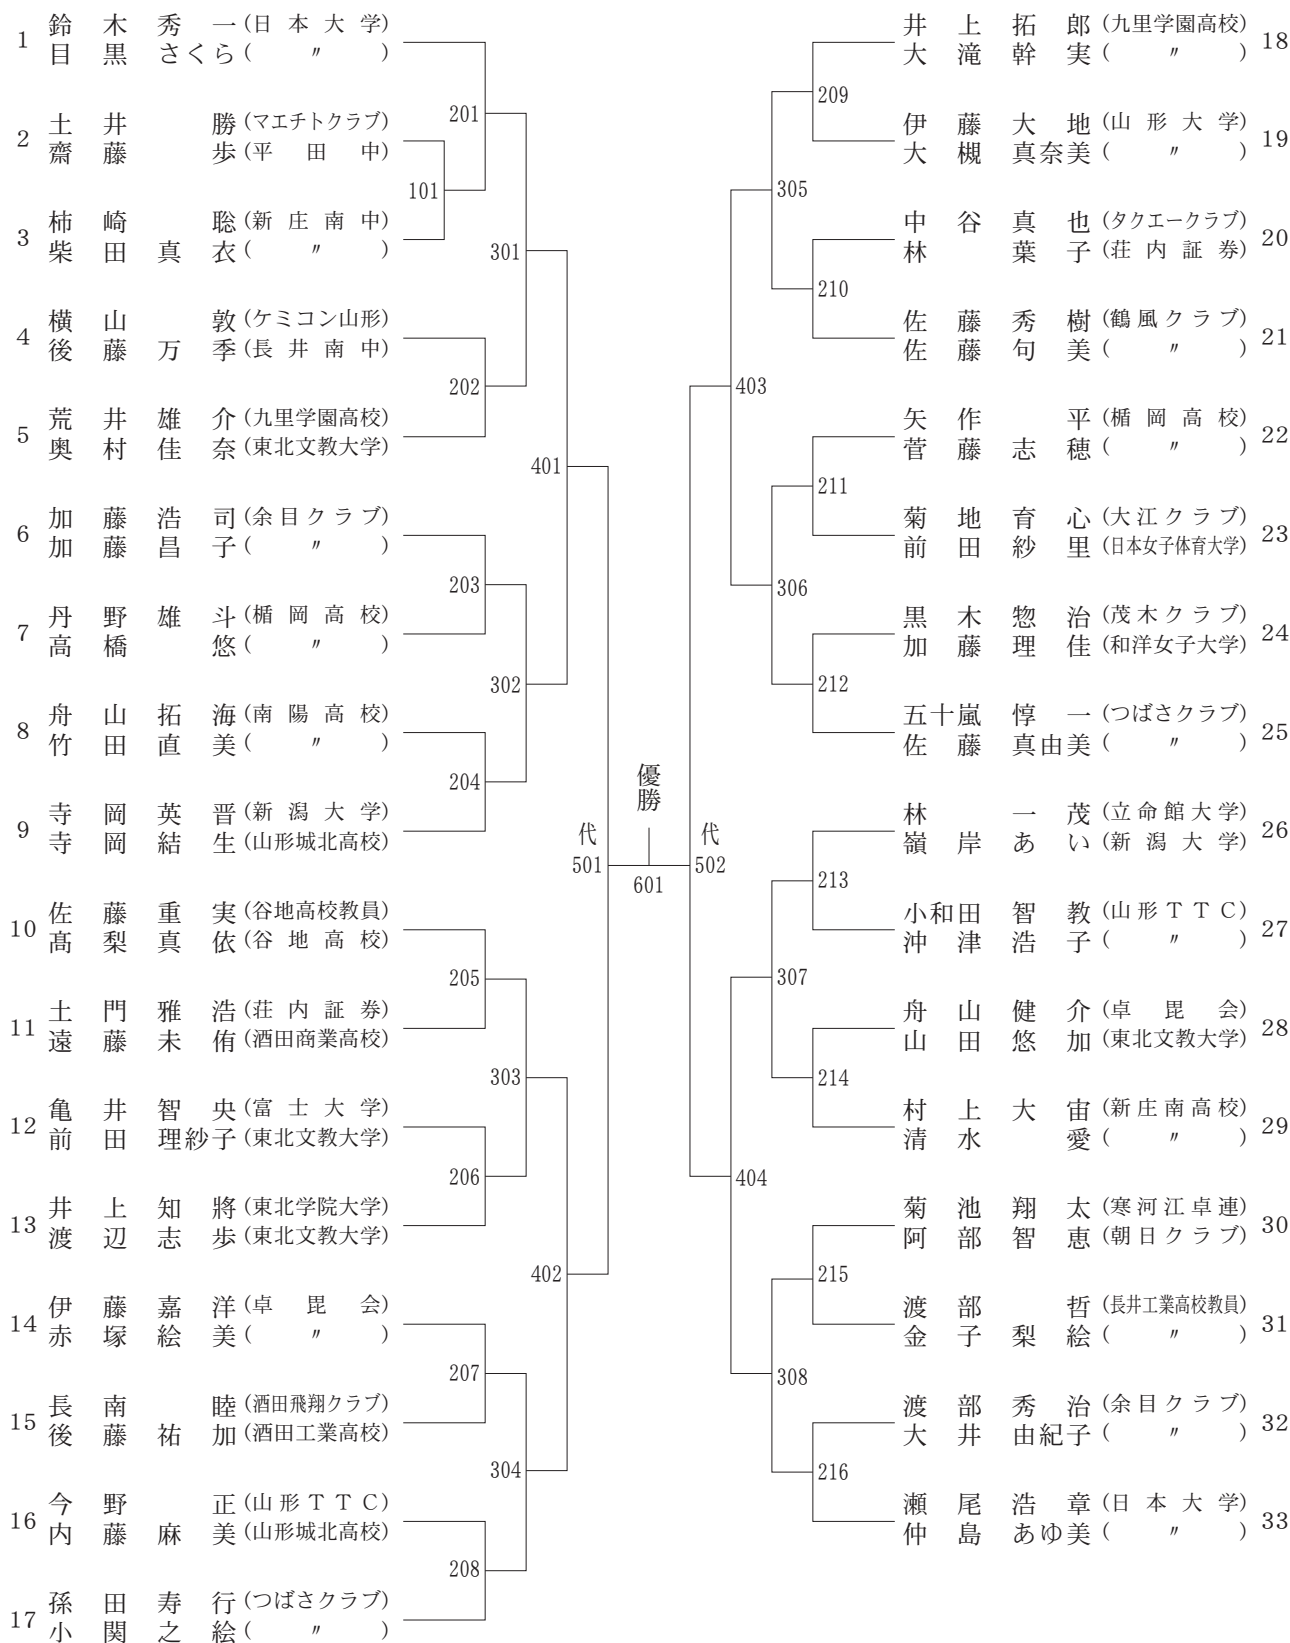 1 鈴木秀一(日本大学)
目黒さくら(〃)
2 土井勝(マエチトクラブ)
齋藤歩(平田中)
3 柿崎聡(新庄南中)
柴田真衣(〃)
4 横山敦(ケミコン山形)
後藤万季(長井南中)
5 荒井雄介(九里学園高校)
奥村佳奈(東北文教大学)
6 加藤浩司(余目クラブ)
加藤昌子(〃)
7 丹野雄斗(楯岡高校)
高橋悠(〃)
8 舟山拓海(南陽高校)
竹田直美(〃)
9 寺岡英晋(新潟大学)
寺岡結生(山形城北高校)
10 佐藤重実(谷地高校教員)
髙梨真依(谷地高校)
11 土門雅浩(荘内証券)
遠藤未侑(酒田商業高校)
12 亀井智央(富士大学)
前田理紗子(東北文教大学)
13 井上知將(東北学院大学)
渡辺志歩(東北文教大学)
14 伊藤嘉洋(卓毘会)
赤塚絵美(〃)
15 長南睦(酒田飛翔クラブ)
後藤祐加(酒田工業高校)
16 今野正(山形TTC)
内藤麻美(山形城北高校)
17 孫田寿行(つばさクラブ)
小関之絵(〃)
101
201
202
203
204
205
206
207
208
301
302
303
304
401
402
代
501
優勝
601
代
502
403
404
305
306
307
308
209
210
211
212
213
214
215
216
井上拓郎(九里学園高校) 18
大滝幹実(〃)
伊藤大地(山形大学) 19
大槻真奈美(〃)
中谷真也(タクエークラブ) 20
林葉子(荘内証券)
佐藤秀樹(鶴風クラブ) 21
佐藤句美(〃)
矢作平(楯岡高校) 22
菅藤志穂(〃)
菊地育心(大江クラブ) 23
前田紗里(日本女子体育大学)
黒木惣治(茂木クラブ) 24
加藤理佳(和洋女子大学)
五十嵐惇一(つばさクラブ) 25
佐藤真由美(〃)
林一茂(立命館大学) 26
嶺岸あい(新潟大学)
小和田智教(山形TTC) 27
沖津浩子(〃)
舟山健介(卓毘会) 28
山田悠加(東北文教大学)
村上大宙(新庄南高校) 29
清水愛(〃)
菊池翔太(寒河江卓連) 30
阿部智恵(朝日クラブ)
渡部哲(長井工業高校教員) 31
金子梨絵(〃)
渡部秀治(余目クラブ) 32
大井由紀子(〃)
瀬尾浩章(日本大学) 33
仲島あゆ美(〃)